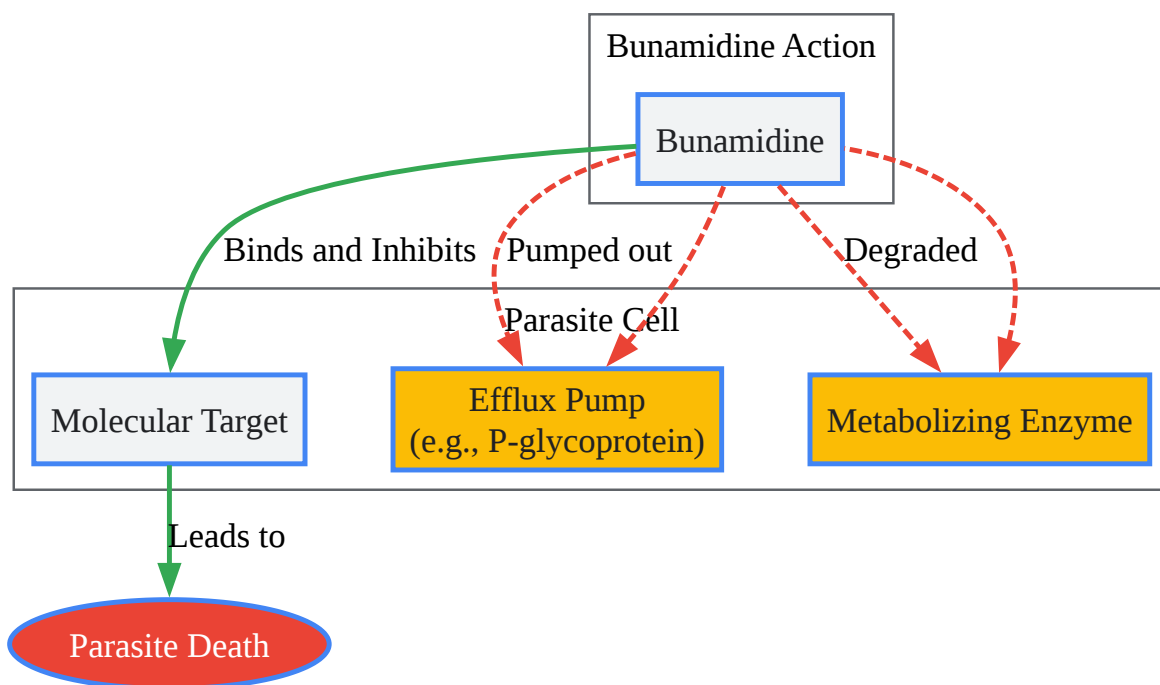 Bunamidine Action
Bunamidine
Binds and Inhibits
Pumped out
Degraded
Parasite Cell
Molecular Target
Efflux Pump
(e.g., P-glycoprotein)
Metabolizing Enzyme
Leads to
Parasite Death